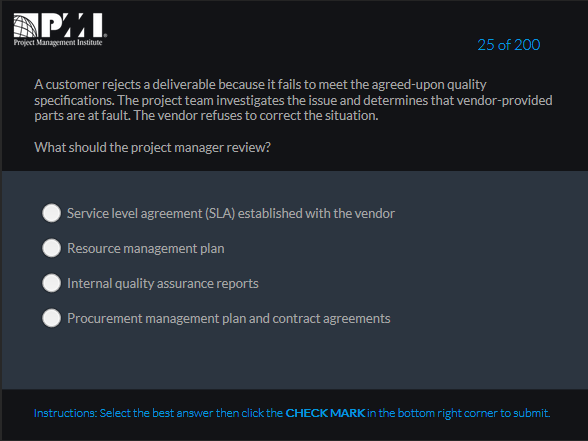 PMI
Project Management Institute
25 of 200
A customer rejects a deliverable because it fails to meet the agreed-upon quality
specifications. The project team investigates the issue and determines that vendor-provided
parts are at fault. The vendor refuses to correct the situation.
What should the project manager review?
Service level agreement (SLA) established with the vendor
Resource management plan
Internal quality assurance reports
Procurement management plan and contract agreements
Instructions: Select the best answer then click the CHECK MARK in the bottom right corner to submit.